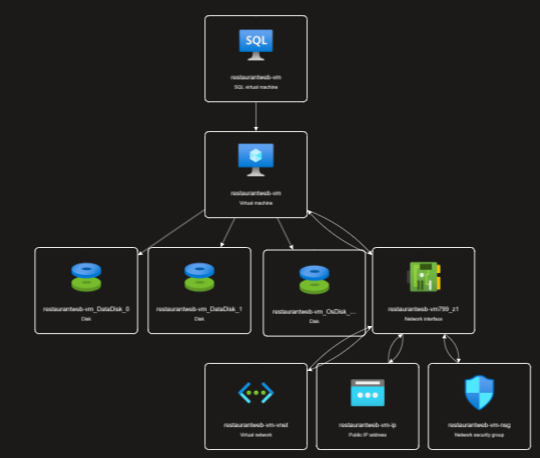 SQL
restaurantweb-vm
SQL virtual machine
restaurantweb-vm
Virtual machine
restaurantweb-vm_DataDisk_0
Disk
restaurantweb-vm_DataDisk_1
Disk
restaurantweb-vm_OsDisk_...
Disk
restaurantweb-vm799_z1
Network interface
restaurantweb-vm-vnet
Virtual network
restaurantweb-vm-ip
Public IP address
restaurantweb-vm-nsg
Network security group